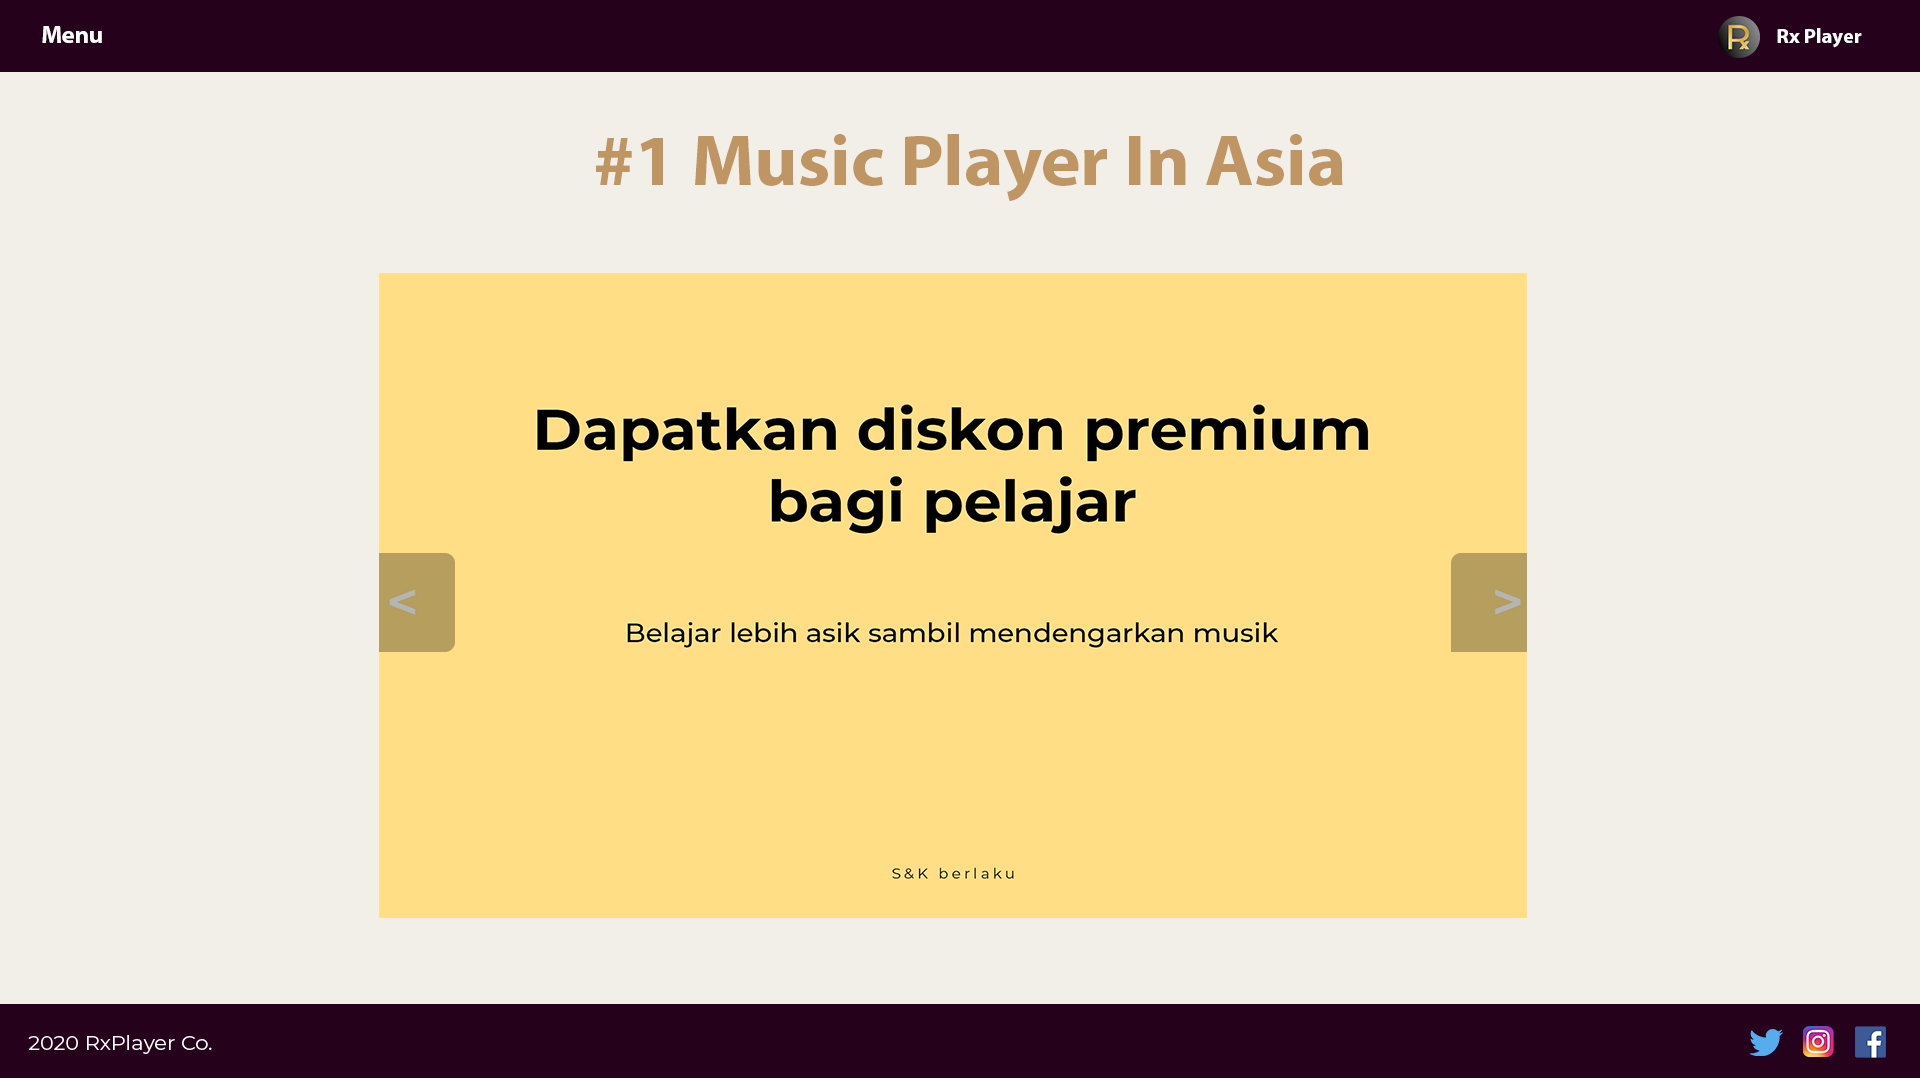 Menu
Rx Player
#1 Music Player In Asia
Dapatkan diskon premium
bagi pelajar
<
>
Belajar lebih asik sambil mendengarkan musik
S&K berlaku
2020 RxPlayer Co.